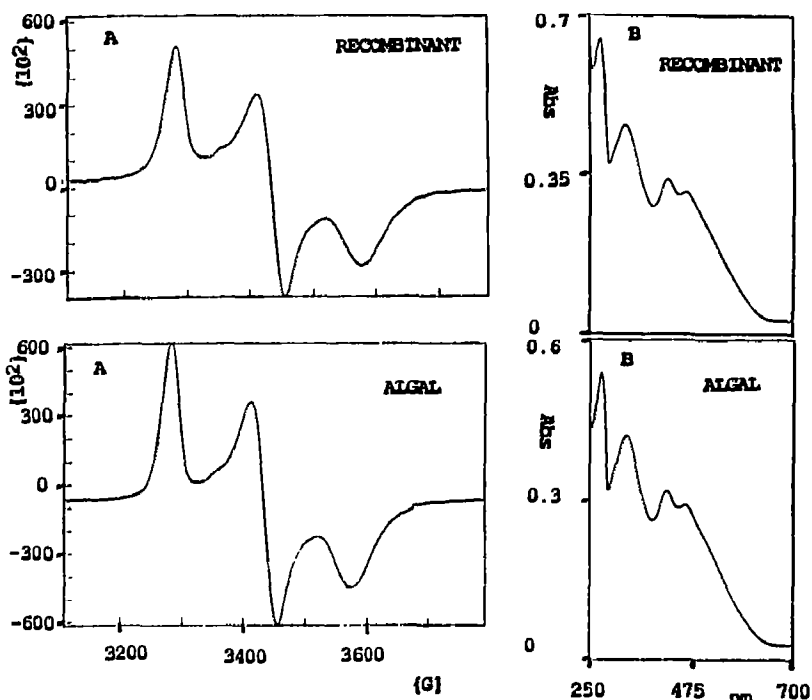 600
A
RECOMBINANT
{10²}
300
0
-300
0.7
B
RECOMBINANT
Abs
0.35
0
600
A
ALGAL
{10²}
300
0
-300
-600
3200
3400
3600
{G]
0.6
B
ALGAL
Abs
0.3
0
250
475
nm
700